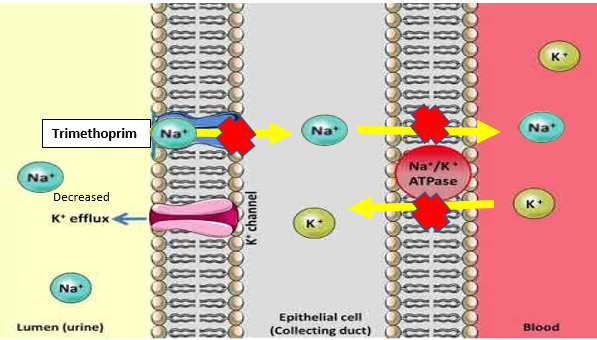 K⁺
Trimethoprim
Na⁺
Na⁺
Na⁺
Na⁺
Na⁺/K⁺
ATPase
Decreased
K⁺ efflux
K⁺ channel
K⁺
K⁺
Na⁺
Lumen (urine)
Epithelial cell
(Collecting duct)
Blood